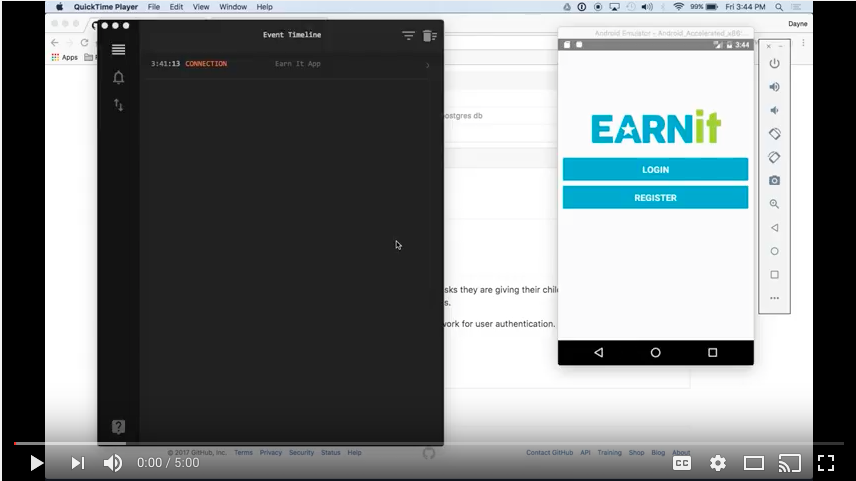 QuickTime Player File Edit View Window Help 99% Fri 3:44 PM
Dayne
Apps
Event Timeline
3:41:13 CONNECTION Earn It App
Android Emulator - Android_Accelerated_x86:
3:44
EARNit
LOGIN
REGISTER
ostgres db
sks they are giving their chil
s.
work for user authentication.
© 2017 GitHub, Inc. Terms Privacy Security Status Help
Contact GitHub API Training Shop Blog About
0:00 / 5:00
CC